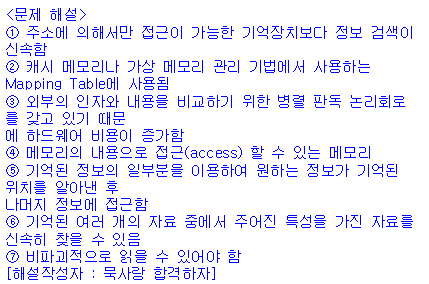 <문제 해설>
① 주소에 의해서만 접근이 가능한 기억장치보다 정보 검색이
신속함
② 캐시 메모리나 가상 메모리 관리 기법에서 사용하는
Mapping Table에 사용됨
③ 외부의 인자와 내용을 비교하기 위한 병렬 판독 논리회로
를 갖고 있기 때문
에 하드웨어 비용이 증가함
④ 메모리의 내용으로 접근(access) 할 수 있는 메모리
⑤ 기억된 정보의 일부분을 이용하여 원하는 정보가 기억된
위치를 알아낸 후
나머지 정보에 접근함
⑥ 기억된 여러 개의 자료 중에서 주어진 특성을 가진 자료를
신속히 찾을 수 있음
⑦ 비파괴적으로 읽을 수 있어야 함
[해설작성자 : 묵사랑 합격하자]